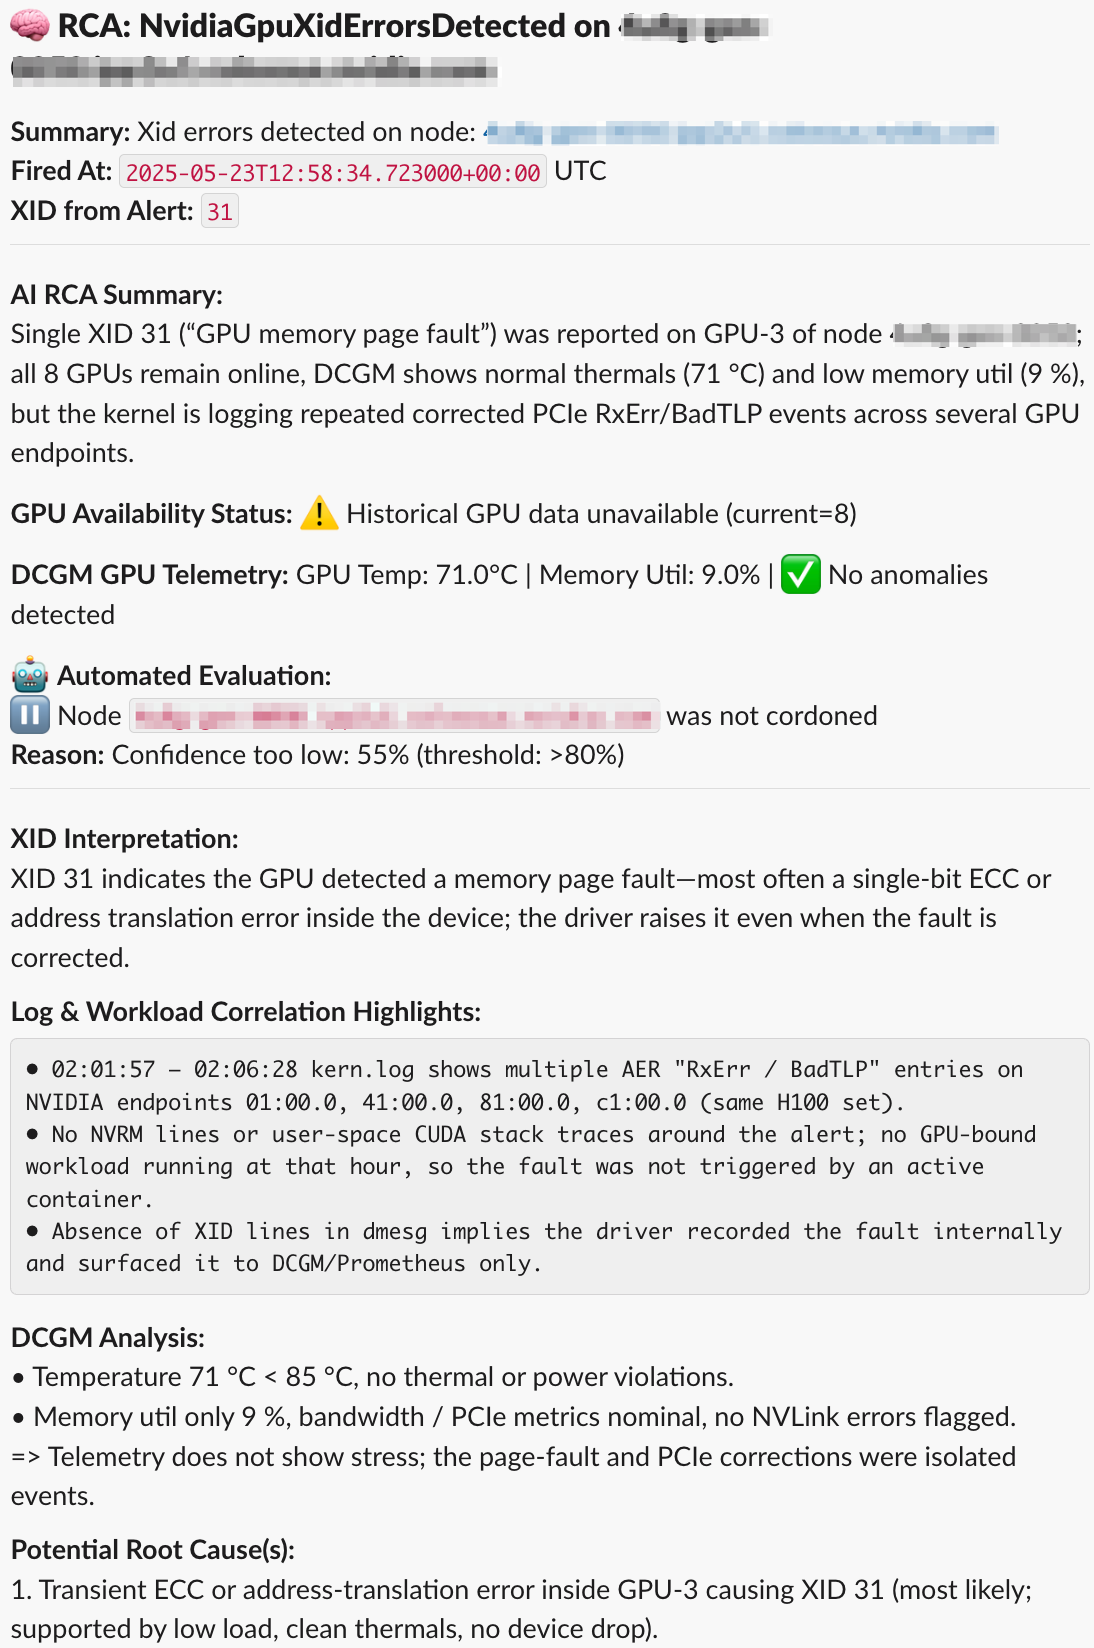 RCA: NvidiaGpuXidErrorsDetected on
Summary: Xid errors detected on node:
Fired At: 2025-05-23T12:58:34.723000+00:00 UTC
XID from Alert: 31
AI RCA Summary:
Single XID 31 (“GPU memory page fault”) was reported on GPU-3 of node ;
all 8 GPUs remain online, DCGM shows normal thermals (71 °C) and low memory util (9 %),
but the kernel is logging repeated corrected PCIe RxErr/BadTLP events across several GPU
endpoints.
GPU Availability Status: Historical GPU data unavailable (current=8)
DCGM GPU Telemetry: GPU Temp: 71.0°C | Memory Util: 9.0% | No anomalies
detected
Automated Evaluation:
Node was not cordoned
Reason: Confidence too low: 55% (threshold: >80%)
XID Interpretation:
XID 31 indicates the GPU detected a memory page fault—most often a single-bit ECC or
address translation error inside the device; the driver raises it even when the fault is
corrected.
Log & Workload Correlation Highlights:
• 02:01:57 – 02:06:28 kern.log shows multiple AER "RxErr / BadTLP" entries on
NVIDIA endpoints 01:00.0, 41:00.0, 81:00.0, c1:00.0 (same H100 set).
• No NVRM lines or user-space CUDA stack traces around the alert; no GPU-bound
workload running at that hour, so the fault was not triggered by an active
container.
• Absence of XID lines in dmesg implies the driver recorded the fault internally
and surfaced it to DCGM/Prometheus only.
DCGM Analysis:
• Temperature 71 °C < 85 °C, no thermal or power violations.
• Memory util only 9 %, bandwidth / PCIe metrics nominal, no NVLink errors flagged.
=> Telemetry does not show stress; the page-fault and PCIe corrections were isolated
events.
Potential Root Cause(s):
1. Transient ECC or address-translation error inside GPU-3 causing XID 31 (most likely;
supported by low load, clean thermals, no device drop).